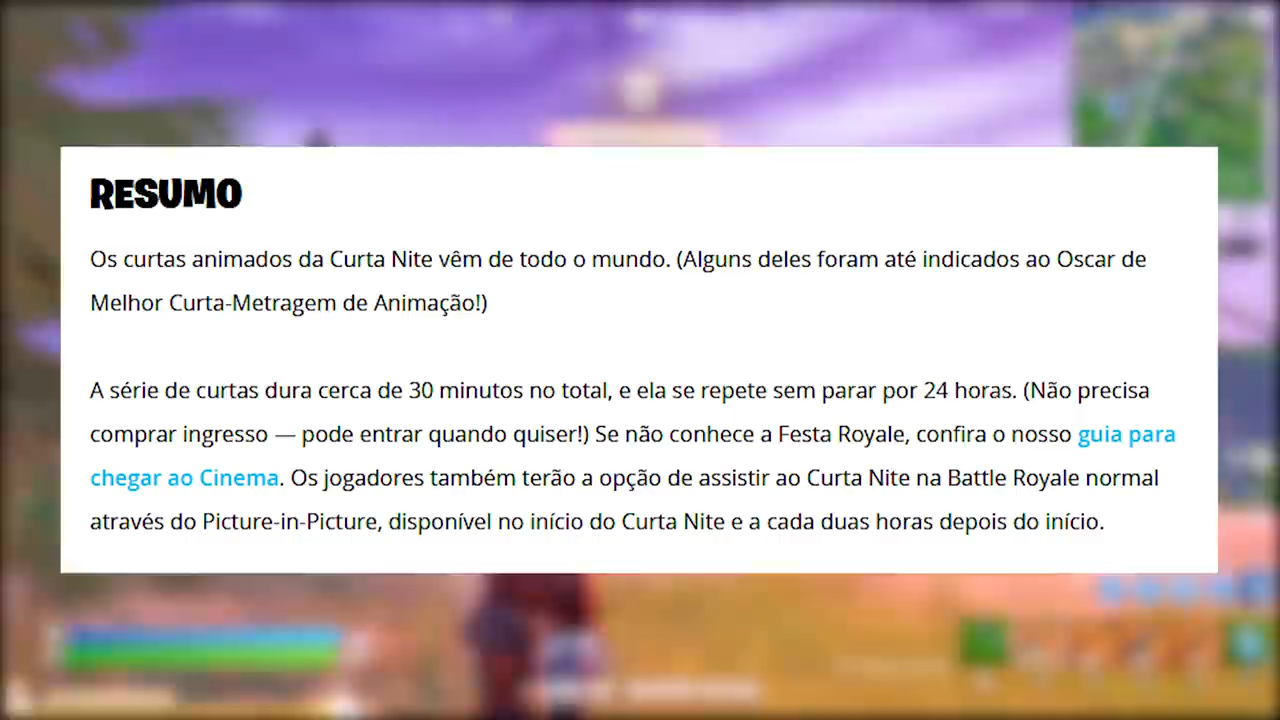 RESUMO
Os curtas animados da Curta Nite vêm de todo o mundo. (Alguns deles foram até indicados ao Oscar de
Melhor Curta-Metragem de Animação!)
A série de curtas dura cerca de 30 minutos no total, e ela se repete sem parar por 24 horas. (Não precisa
comprar ingresso — pode entrar quando quiser!) Se não conhece a Festa Royale, confira o nosso guia para
chegar ao Cinema. Os jogadores também terão a opção de assistir ao Curta Nite na Battle Royale normal
através do Picture-in-Picture, disponível no início do Curta Nite e a cada duas horas depois do início.